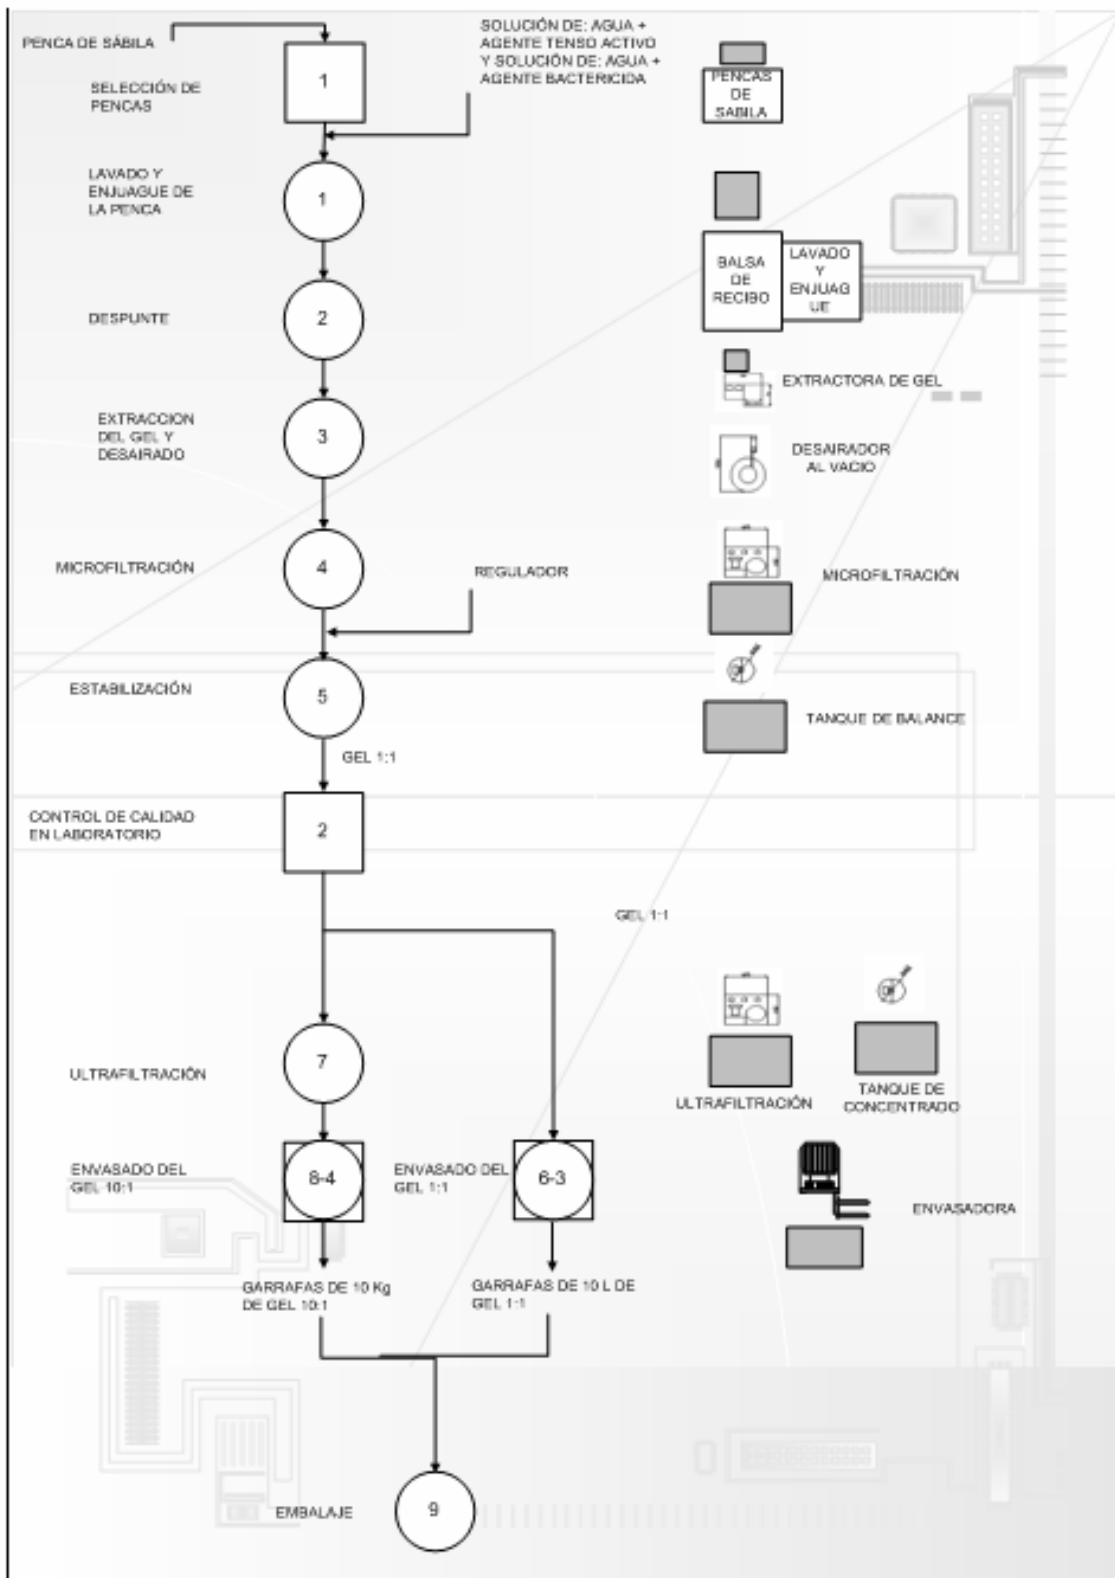 PENCA DE SÁBILA
SOLUCIÓN DE: AGUA +
AGENTE TENSO ACTIVO
Y SOLUCIÓN DE: AGUA +
AGENTE BACTERICIDA
1
SELECCIÓN DE
PENCAS
PENCAS
DE
SABILA
LAVADO Y
ENJUAGUE DE
LA PENCA
1
BALSA
DE
RECIBO
LAVADO
Y
ENJUAG
UE
DESPUNTE
2
EXTRACTORA DE GEL
EXTRACCION
DEL GEL Y
DESAIRADO
3
DESAIRADOR
AL VACIO
MICROFILTRACIÓN
4
REGULADOR
MICROFILTRACIÓN
ESTABILIZACIÓN
5
TANQUE DE BALANCE
GEL 1:1
CONTROL DE CALIDAD
EN LABORATORIO
2
GEL 1:1
ULTRAFILTRACIÓN
7
ULTRAFILTRACIÓN
TANQUE DE
CONCENTRADO
ENVASADO DEL
GEL 10:1
8-4
ENVASADO DEL
GEL 1:1
6-3
ENVASADORA
GARRAFAS DE 10 Kg
DE GEL 10:1
GARRAFAS DE 10 L DE
GEL 1:1
EMBALAJE
9